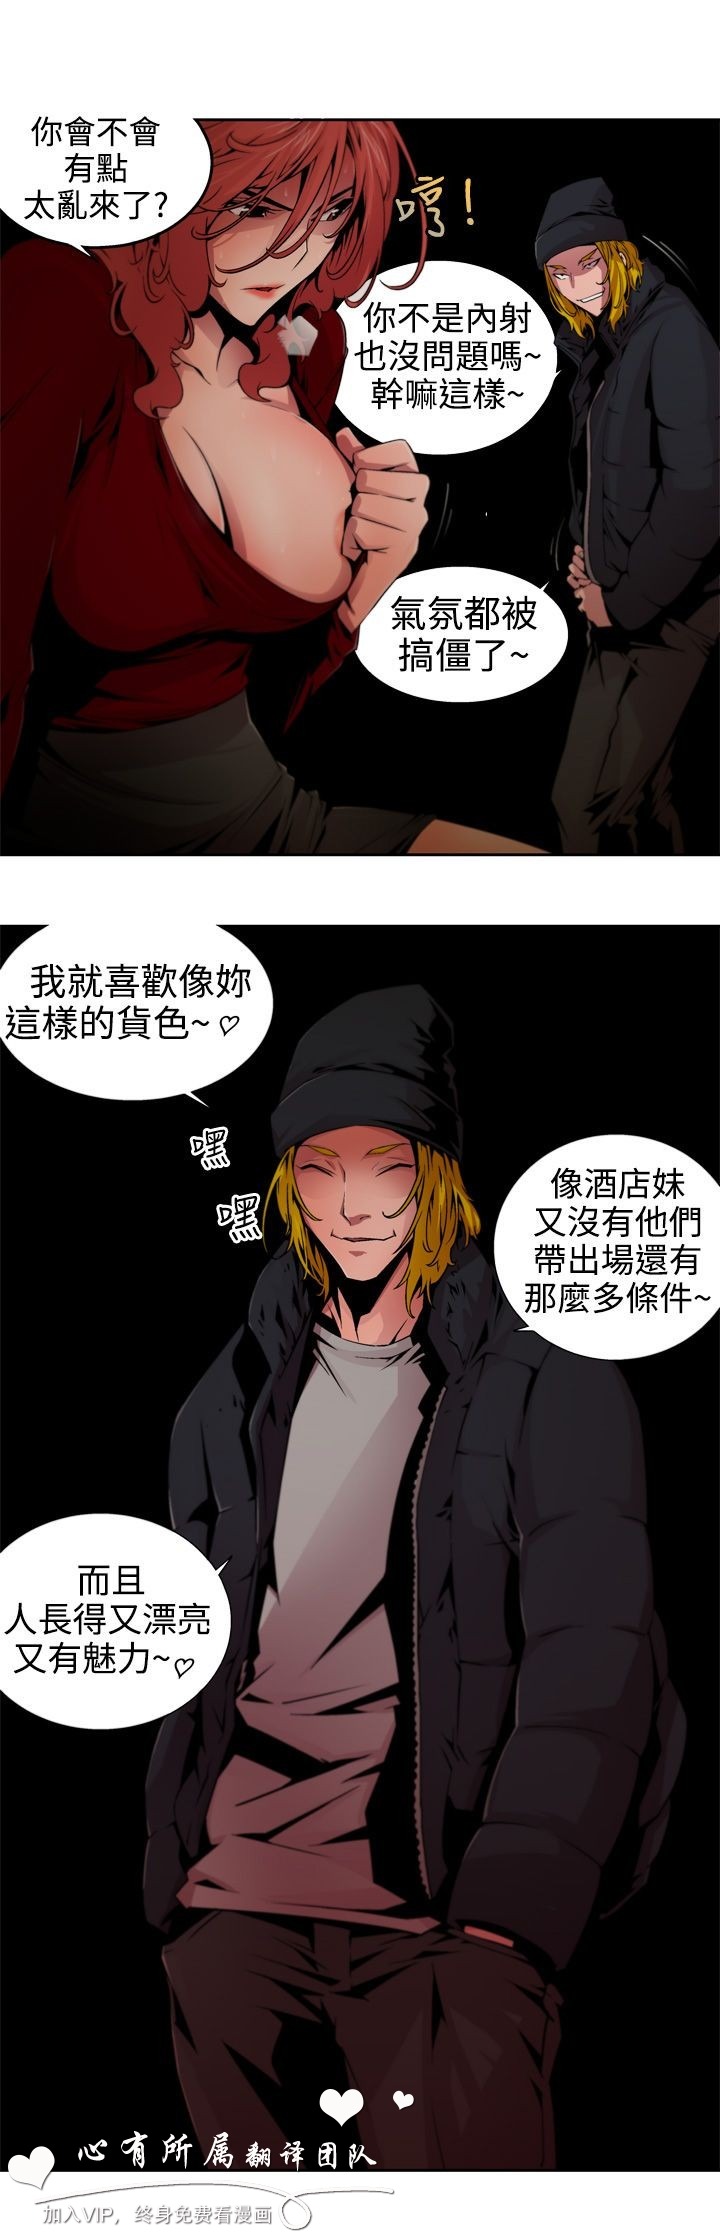 你會不會
有點
太亂來了?
哼!
你不是內射
也沒問題嗎~
幹嘛這樣~
氣氛都被
搞僵了~
我就喜歡像妳
這樣的貨色~♡
嘿
嘿
像酒店妹
又沒有他們
帶出場還有
那麼多條件~
而且
人長得又漂亮
又有魅力~♡
心有所属翻译团队
加入VIP，终身免费看漫画